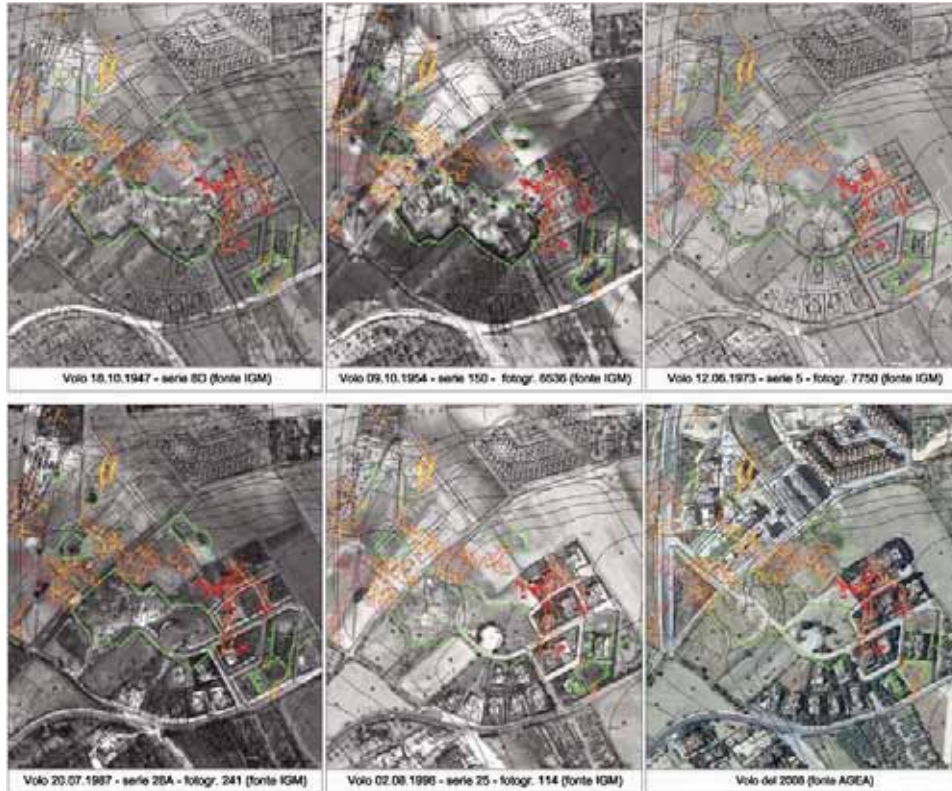 Volo 18.10.1947 - serie 8D (fonte IGM)
Volo 09.10.1954 - serie 150 - fotogr. 6536 (fonte IGM)
Volo 12.06.1973 - serie 5 - fotogr. 7750 (fonte IGM)
Volo 20.07.1987 - serie 28A - fotogr. 241 (fonte IGM)
Volo 02.08.1996 - serie 25 - fotogr. 114 (fonte IGM)
Volo del 2008 (fonte AGEA)